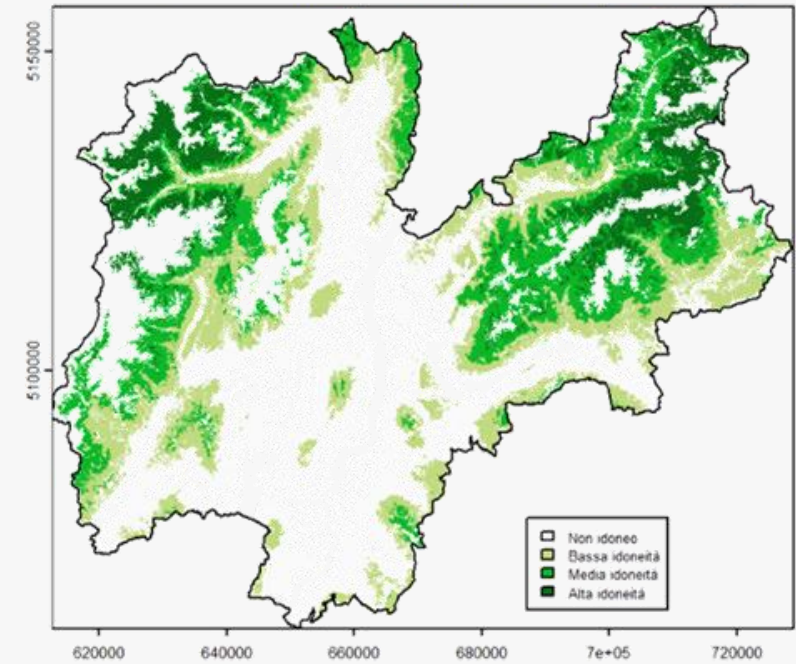 5150000
5100000
Non idoneo
Bassa idoneità
Media idoneità
Alta idoneità
620000 640000 660000 680000 7e+05 720000